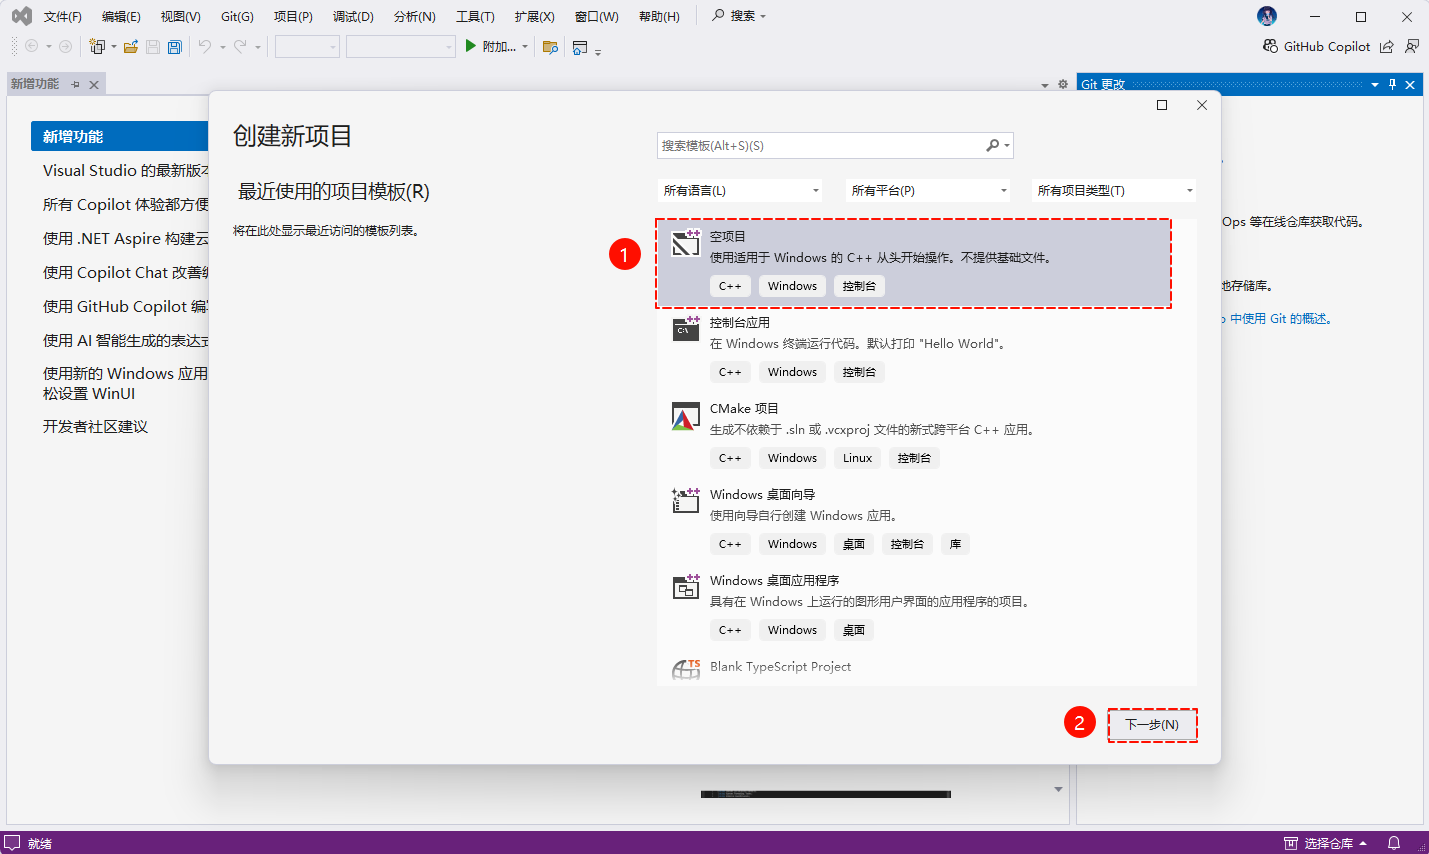 文件(F) 编辑(E) 视图(V) Git(G) 项目(P) 调试(D) 分析(N) 工具(T) 扩展(X) 窗口(W) 帮助(H) 搜索
附加... GitHub Copilot
新增功能
Git 更改
新增功能
Visual Studio 的最新版本
所有 Copilot 体验都方便
使用 .NET Aspire 构建云
使用 Copilot Chat 改善
使用 GitHub Copilot 编
使用 AI 智能生成的表达式
使用新的 Windows 应用
松设置 WinUI
开发者社区建议
创建新项目
最近使用的项目模板(R)
将在此处显示最近访问的模板列表。
搜索模板(Alt+S)(S)
所有语言(L) 所有平台(P) 所有项目类型(T)
1
空项目
使用适用于 Windows 的 C++ 从头开始操作。不提供基础文件。
C++ Windows 控制台
控制台应用
在 Windows 终端运行代码。默认打印 "Hello World"。
C++ Windows 控制台
CMake 项目
生成不依赖于 .sln 或 .vcxproj 文件的新式跨平台 C++ 应用。
C++ Windows Linux 控制台
Windows 桌面向导
使用向导自行创建 Windows 应用。
C++ Windows 桌面 控制台 库
Windows 桌面应用程序
具有在 Windows 上运行的图形用户界面的应用程序的项目。
C++ Windows 桌面
TS Blank TypeScript Project
2 下一步(N)
Ops 等在线仓库获取代码。
存储库。
中使用 Git 的概述。
就绪
选择仓库